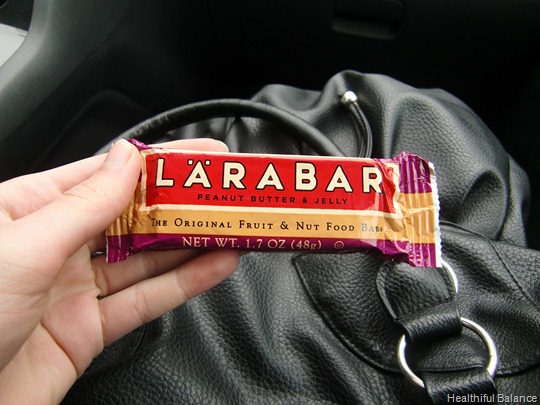 LÄRABAR
PEANUT BUTTER & JELLY
THE ORIGINAL FRUIT & NUT FOOD BAR
NET WT. 1.7 OZ (48g)
Healthiful Balance